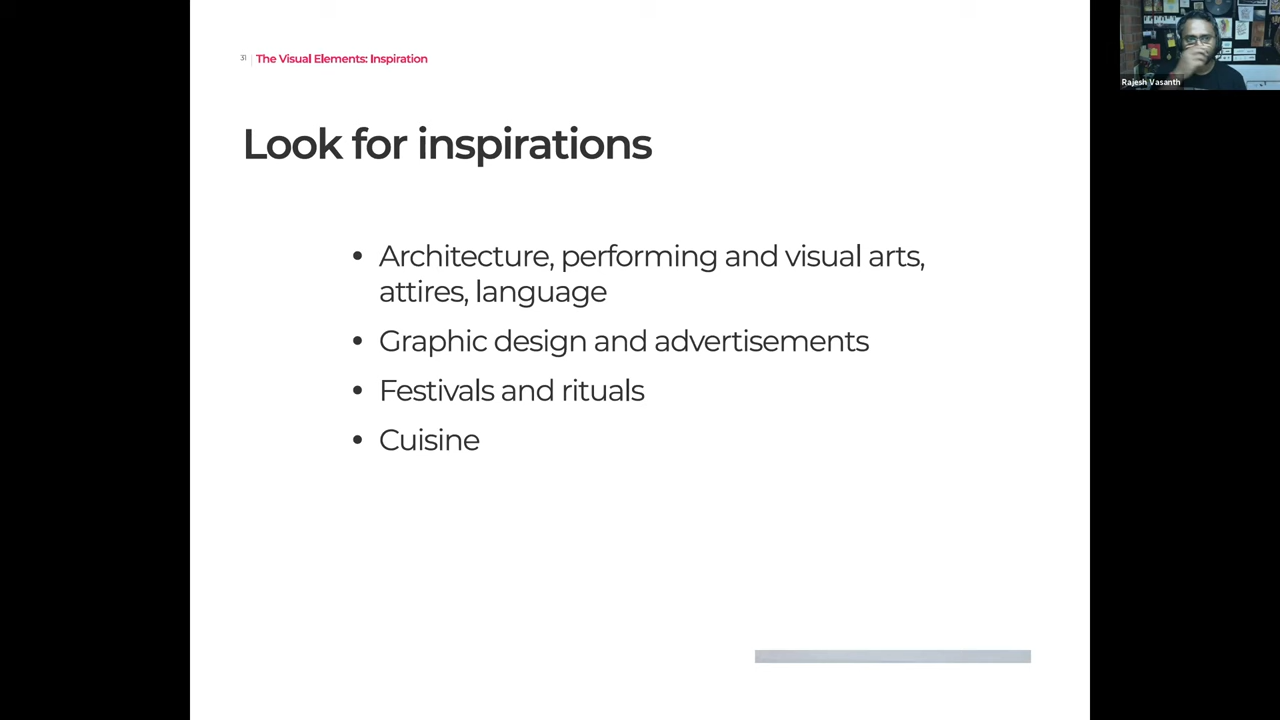 31 The Visual Elements: Inspiration
Look for inspirations
• Architecture, performing and visual arts,
attires, language
• Graphic design and advertisements
• Festivals and rituals
• Cuisine
Rajesh Vasanth